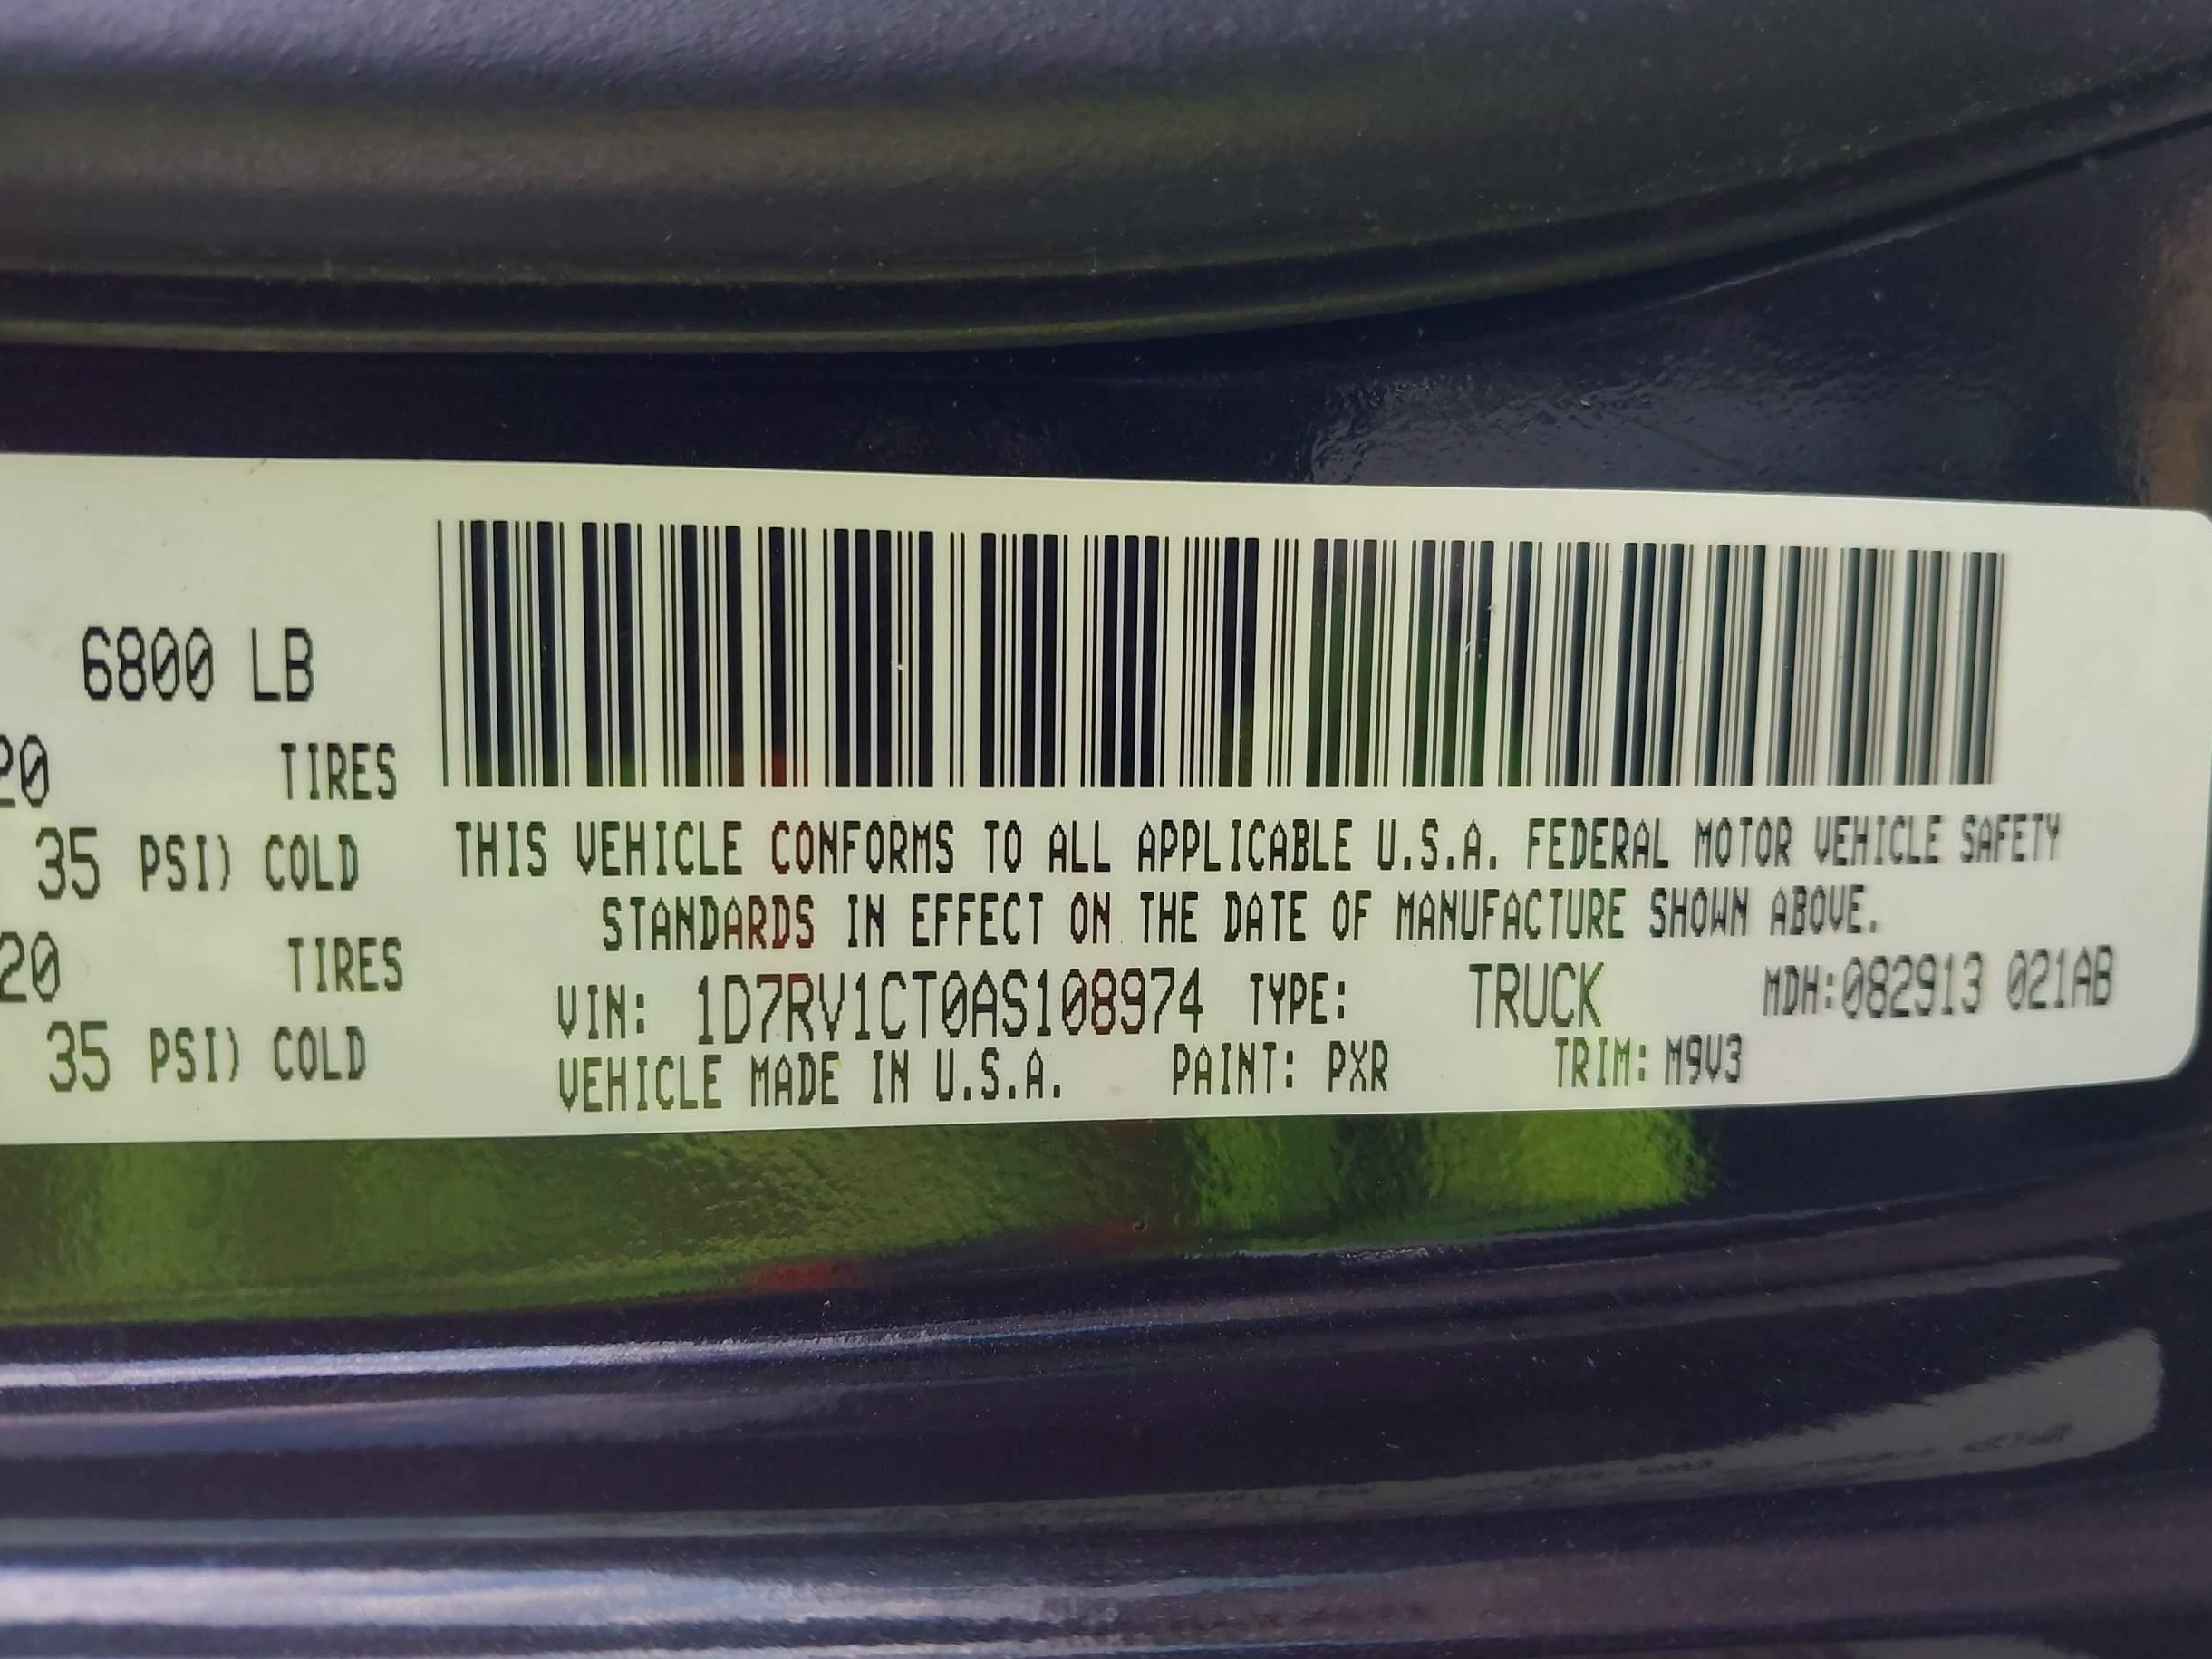 6800 LB
20 TIRES
35 PSI) COLD
20 TIRES
35 PSI) COLD
THIS VEHICLE CONFORMS TO ALL APPLICABLE U.S.A. FEDERAL MOTOR VEHICLE SAFETY
STANDARDS IN EFFECT ON THE DATE OF MANUFACTURE SHOWN ABOVE.
VIN: 1D7RV1CT0AS108974 TYPE: TRUCK MDH:082913 021AB
VEHICLE MADE IN U.S.A. PAINT: PXR TRIM: M9V3